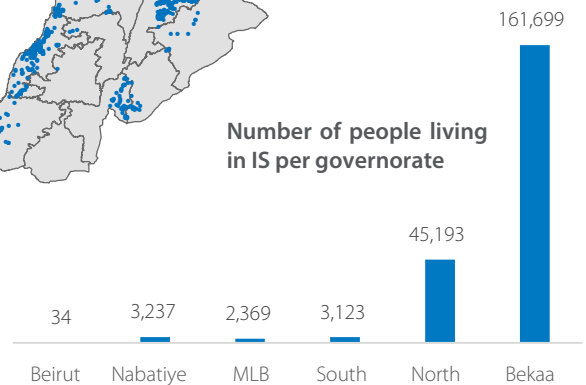 161,699
Number of people living
in IS per governorate
45,193
34
3,237
2,369
3,123
Beirut
Nabatiye
MLB
South
North
Bekaa